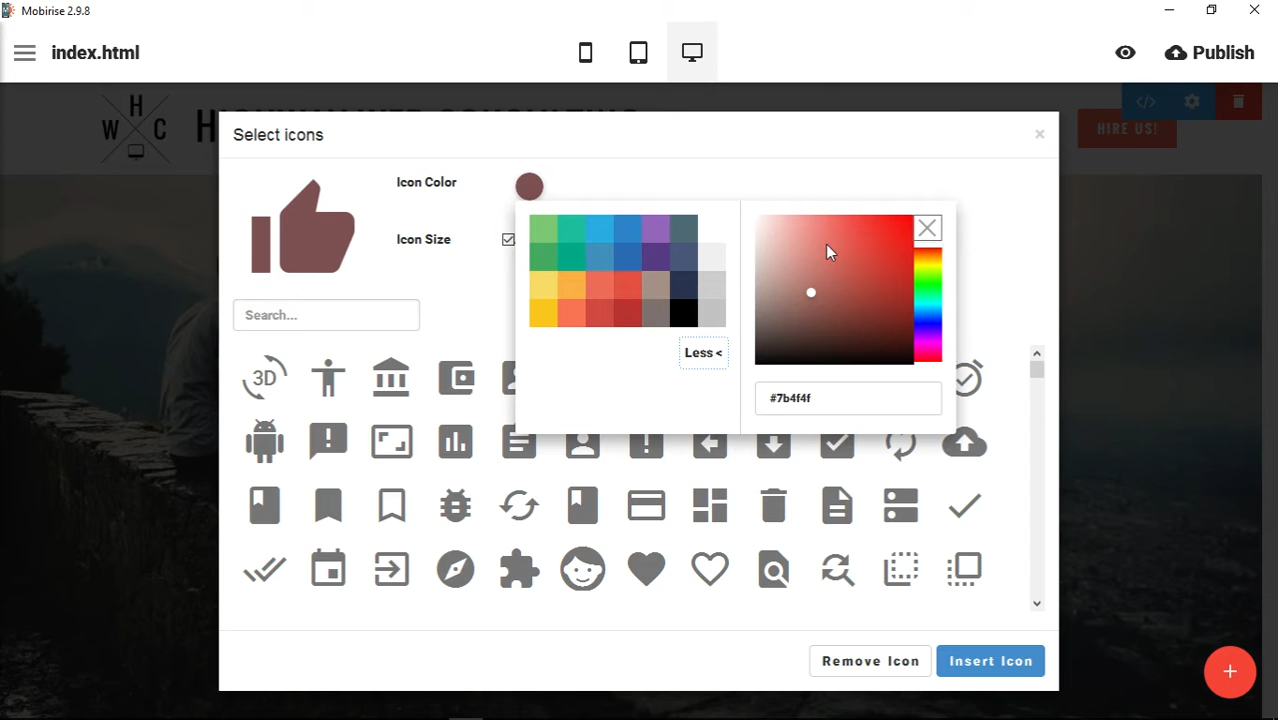 Mobirise 2.9.8
index.html
Publish
H
W C
HIRE US!
Select icons
Icon Color
Icon Size
Search...
Less <
#7b4f4f
3D
Remove Icon
Insert Icon